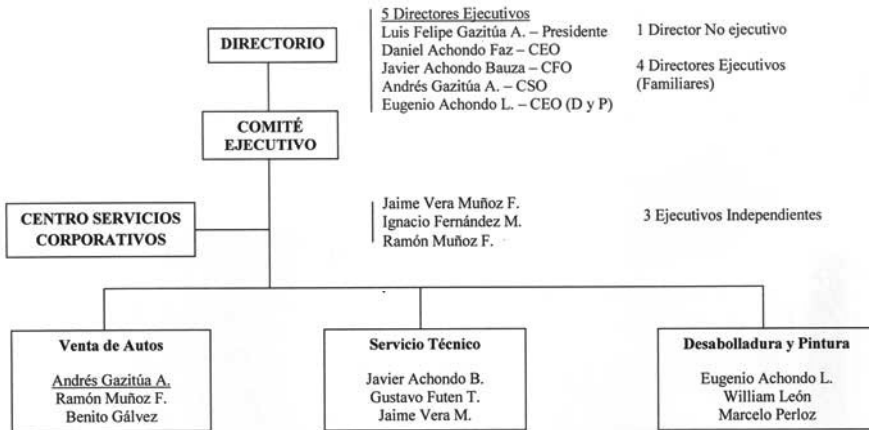 DIRECTORIO
5 Directores Ejecutivos
Luis Felipe Gazitúa A. – Presidente
Daniel Achondo Faz – CEO
Javier Achondo Bauza – CFO
Andrés Gazitúa A. – CSO
Eugenio Achondo L. – CEO (D y P)
1 Director No ejecutivo
4 Directores Ejecutivos
(Familiares)
COMITÉ
EJECUTIVO
CENTRO SERVICIOS
CORPORATIVOS
Jaime Vera Muñoz F.
Ignacio Fernández M.
Ramón Muñoz F.
3 Ejecutivos Independientes
Venta de Autos
Andrés Gazitúa A.
Ramón Muñoz F.
Benito Gálvez
Servicio Técnico
Javier Achondo B.
Gustavo Futen T.
Jaime Vera M.
Desabolladura y Pintura
Eugenio Achondo L.
William León
Marcelo Perloz